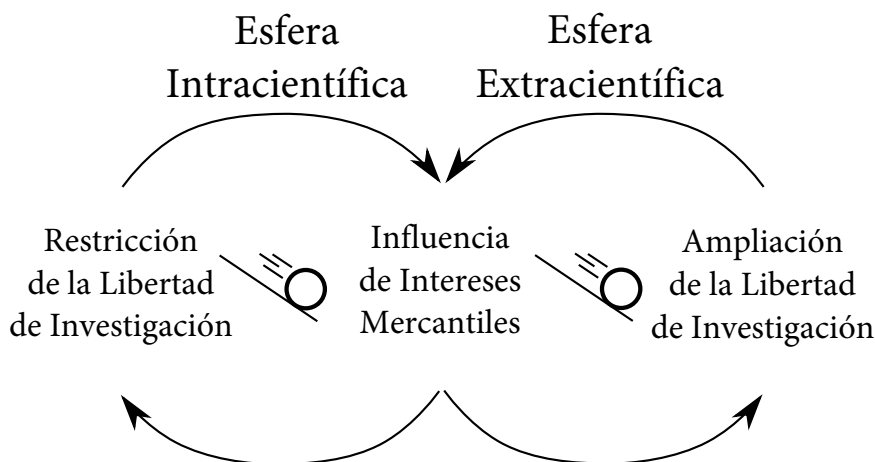 Esfera
Intracientífica
Esfera
Extracientífica
Restricción
de la Libertad
de Investigación
Influencia
de Intereses
Mercantiles
Ampliación
de la Libertad
de Investigación